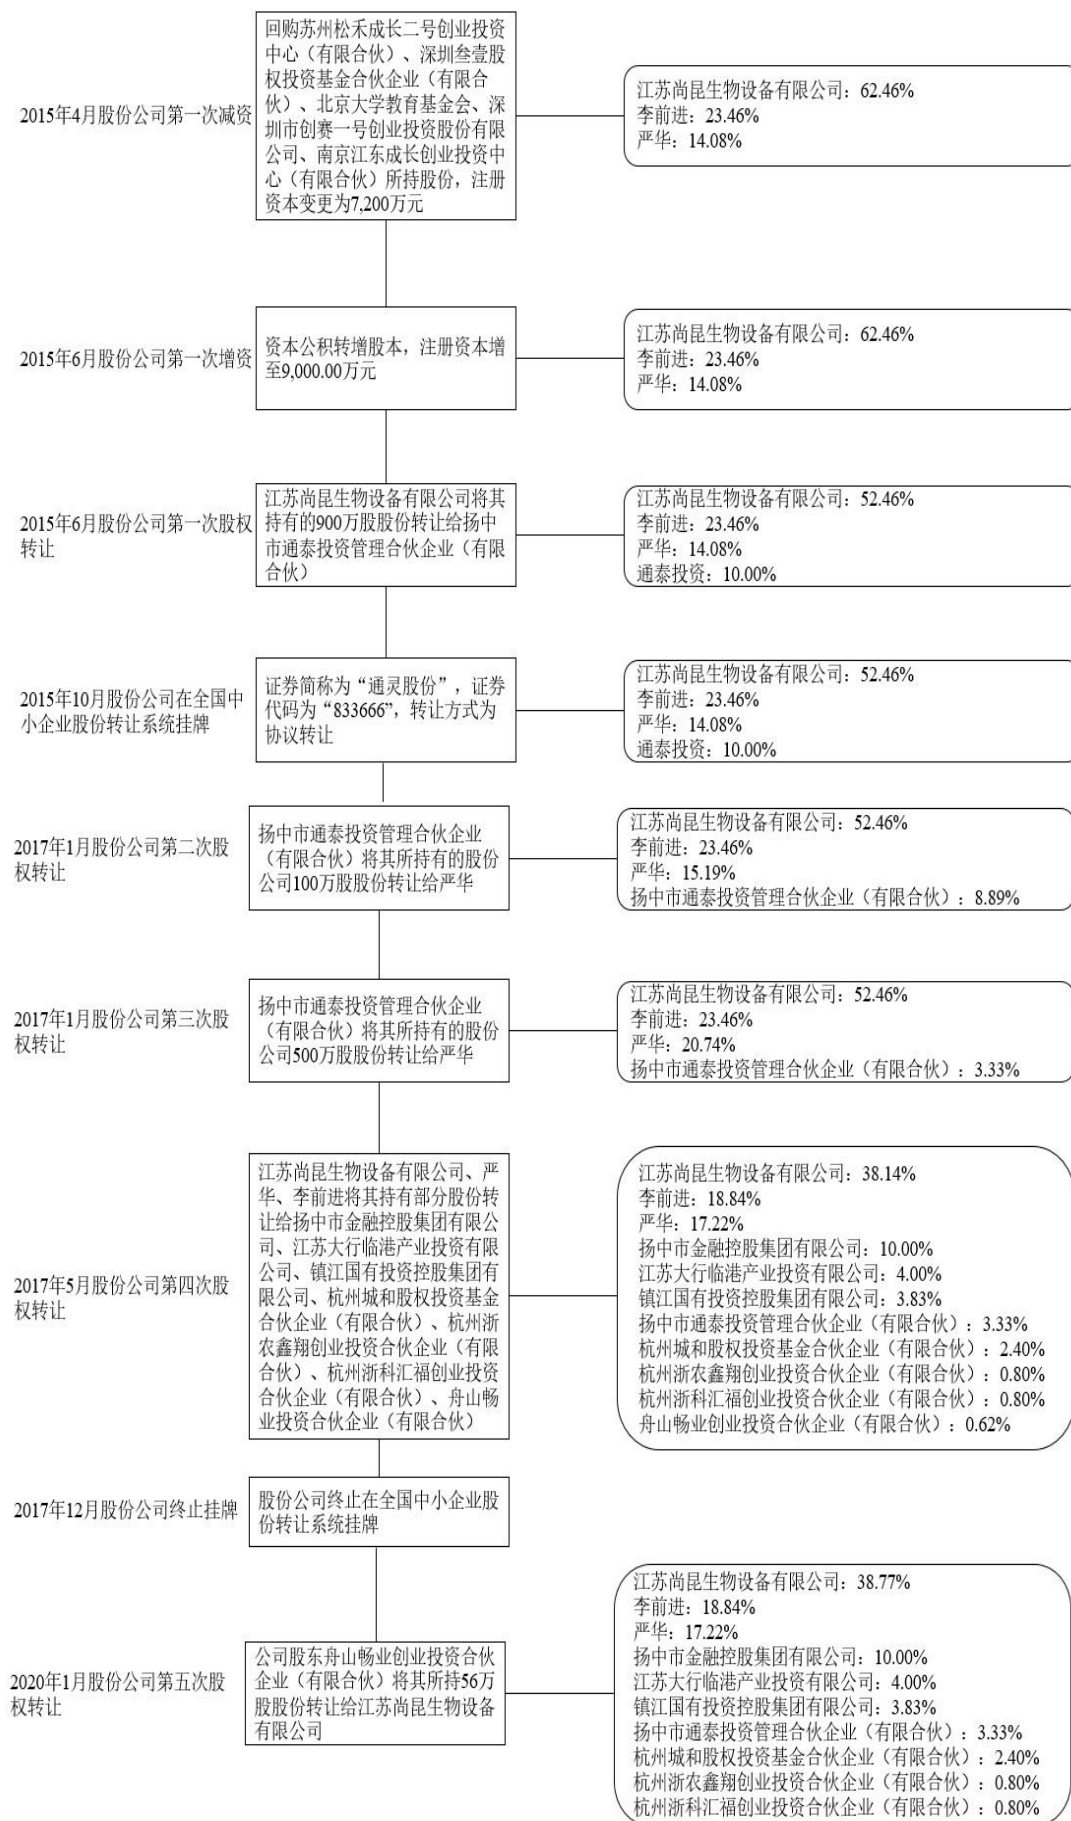 2015年4月股份公司第一次减资
回购苏州松禾成长二号创业投资
中心（有限合伙）、深圳叁壹股
权投资基金合伙企业（有限合
伙）、北京大学教育基金会、深
圳市创赛一号创业投资股份有限
公司、南京江东成长创业投资中
心（有限合伙）所持股份，注册
资本变更为7,200万元
江苏尚昆生物设备有限公司：62.46%
李前进：23.46%
严华：14.08%
2015年6月股份公司第一次增资
资本公积转增股本，注册资本增
至9,000.00万元
江苏尚昆生物设备有限公司：62.46%
李前进：23.46%
严华：14.08%
2015年6月股份公司第一次股权
转让
江苏尚昆生物设备有限公司将其
持有的900万股股份转让给扬中
市通泰投资管理合伙企业（有限
合伙）
江苏尚昆生物设备有限公司：52.46%
李前进：23.46%
严华：14.08%
通泰投资：10.00%
2015年10月股份公司在全国中
小企业股份转让系统挂牌
证券简称为“通灵股份”，证券
代码为“833666”，转让方式为
协议转让
江苏尚昆生物设备有限公司：52.46%
李前进：23.46%
严华：14.08%
通泰投资：10.00%
2017年1月股份公司第二次股
权转让
扬中市通泰投资管理合伙企业
（有限合伙）将其所持有的股份
公司100万股股份转让给严华
江苏尚昆生物设备有限公司：52.46%
李前进：23.46%
严华：15.19%
扬中市通泰投资管理合伙企业（有限合伙）：8.89%
2017年1月股份公司第三次股
权转让
扬中市通泰投资管理合伙企业
（有限合伙）将其所持有的股份
公司500万股股份转让给严华
江苏尚昆生物设备有限公司：52.46%
李前进：23.46%
严华：20.74%
扬中市通泰投资管理合伙企业（有限合伙）：3.33%
2017年5月股份公司第四次股
权转让
江苏尚昆生物设备有限公司、严
华、李前进将其持有部分股份转
让给扬中市金融控股集团有限公
司、江苏大行临港产业投资有限
公司、镇江国有投资控股集团有
限公司、杭州城和股权投资基金
合伙企业（有限合伙）、杭州浙
农鑫翔创业投资合伙企业（有限
合伙）、杭州浙科汇福创业投资
合伙企业（有限合伙）、舟山畅
业投资合伙企业（有限合伙）
江苏尚昆生物设备有限公司：38.14%
李前进：18.84%
严华：17.22%
扬中市金融控股集团有限公司：10.00%
江苏大行临港产业投资有限公司：4.00%
镇江国有投资控股集团有限公司：3.83%
扬中市通泰投资管理合伙企业（有限合伙）：3.33%
杭州城和股权投资基金合伙企业（有限合伙）：2.40%
杭州浙农鑫翔创业投资合伙企业（有限合伙）：0.80%
杭州浙科汇福创业投资合伙企业（有限合伙）：0.80%
舟山畅业创业投资合伙企业（有限合伙）：0.62%
2017年12月股份公司终止挂牌
股份公司终止在全国中小企业股
份转让系统挂牌
2020年1月股份公司第五次股
权转让
公司股东舟山畅业创业投资合伙
企业（有限合伙）将其所持56万
股股份转让给江苏尚昆生物设备
有限公司
江苏尚昆生物设备有限公司：38.77%
李前进：18.84%
严华：17.22%
扬中市金融控股集团有限公司：10.00%
江苏大行临港产业投资有限公司：4.00%
镇江国有投资控股集团有限公司：3.83%
扬中市通泰投资管理合伙企业（有限合伙）：3.33%
杭州城和股权投资基金合伙企业（有限合伙）：2.40%
杭州浙农鑫翔创业投资合伙企业（有限合伙）：0.80%
杭州浙科汇福创业投资合伙企业（有限合伙）：0.80%